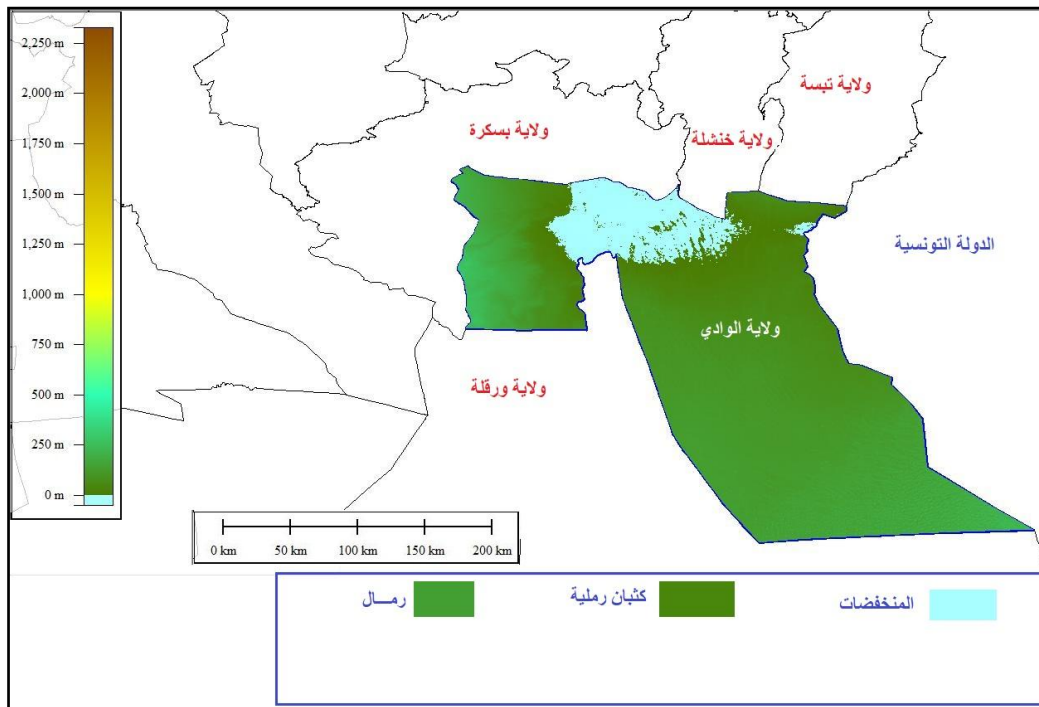 2,250 m
2,000 m
1,750 m
1,500 m
1,250 m
1,000 m
750 m
500 m
250 m
0 m
ولاية تبسة
ولاية خنشلة
ولاية بسكرة
الدولة التونسية
ولاية الوادي
ولاية ورقلة
0 km 50 km 100 km 150 km 200 km
المنخفضات
كثبان رملية
رمـــال